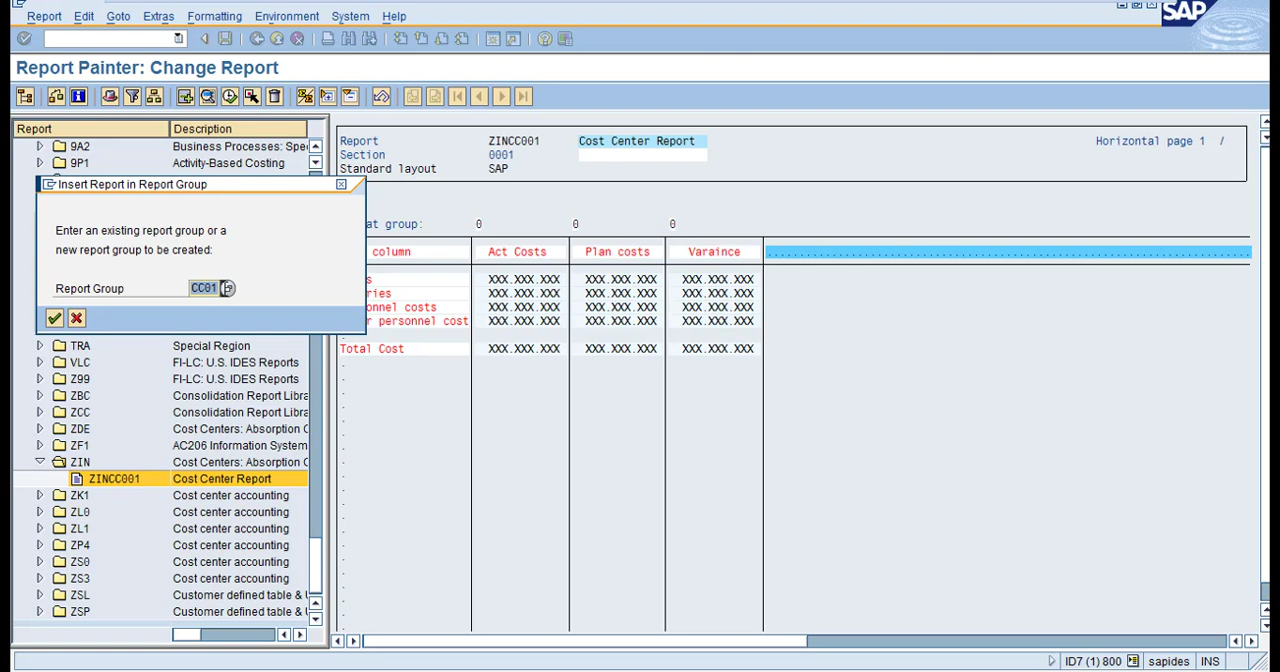 Report Edit Goto Extras Formatting Environment System Help
SAP
Report Painter: Change Report
Report Description
9A2 Business Processes: Spe
9P1 Activity-Based Costing
Insert Report in Report Group
Enter an existing report group or a
new report group to be created:
Report Group CC01
TRA Special Region
VLC FI-LC: U.S. IDES Reports
Z99 FI-LC: U.S. IDES Reports
ZBC Consolidation Report Libra
ZCC Consolidation Report Libra
ZDE Cost Centers: Absorption C
ZF1 AC206 Information System
ZIN Cost Centers: Absorption C
ZINCC001 Cost Center Report
ZK1 Cost center accounting
ZL0 Cost center accounting
ZL1 Cost center accounting
ZP4 Cost center accounting
ZS0 Cost center accounting
ZS3 Cost center accounting
ZSL Customer defined table &
ZSP Customer defined table &
Report ZINCC001 Cost Center Report Horizontal page 1 /
Section 0001
Standard layout SAP
at group: 0 0 0
column Act Costs Plan costs Varaince
s XXX.XXX.XXX XXX.XXX.XXX XXX.XXX.XXX
ries XXX.XXX.XXX XXX.XXX.XXX XXX.XXX.XXX
onnel costs XXX.XXX.XXX XXX.XXX.XXX XXX.XXX.XXX
r personnel cost XXX.XXX.XXX XXX.XXX.XXX XXX.XXX.XXX
Total Cost XXX.XXX.XXX XXX.XXX.XXX XXX.XXX.XXX
ID7 (1) 800 sapides INS